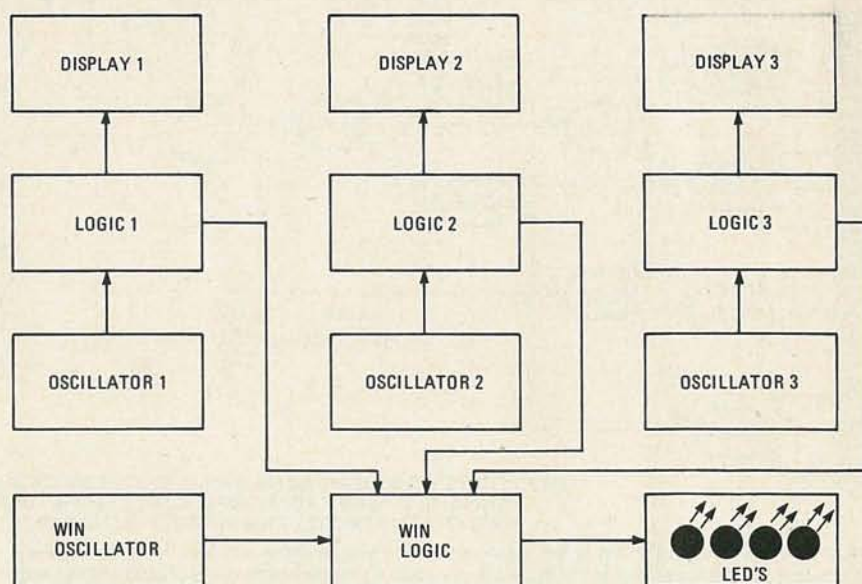 DISPLAY 1
DISPLAY 2
DISPLAY 3
LOGIC 1
LOGIC 2
LOGIC 3
OSCILLATOR 1
OSCILLATOR 2
OSCILLATOR 3
WIN
OSCILLATOR
WIN
LOGIC
LED'S